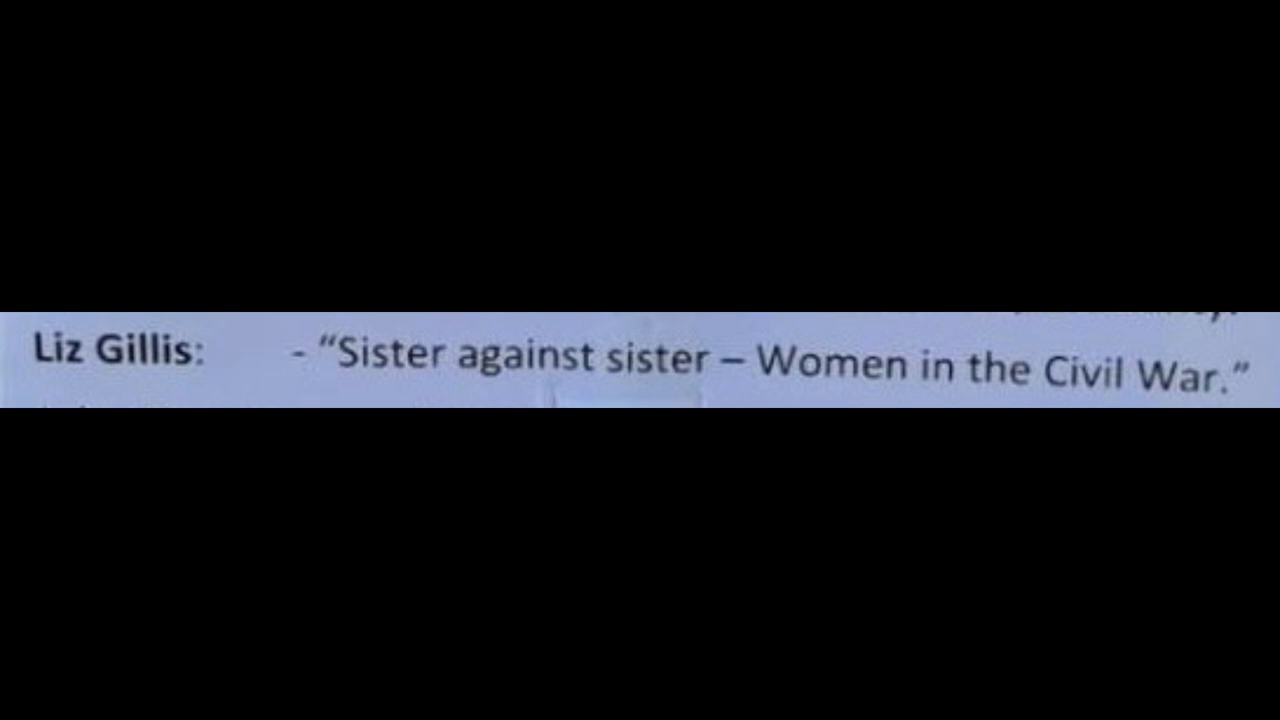 Liz Gillis: - “Sister against sister – Women in the Civil War.”